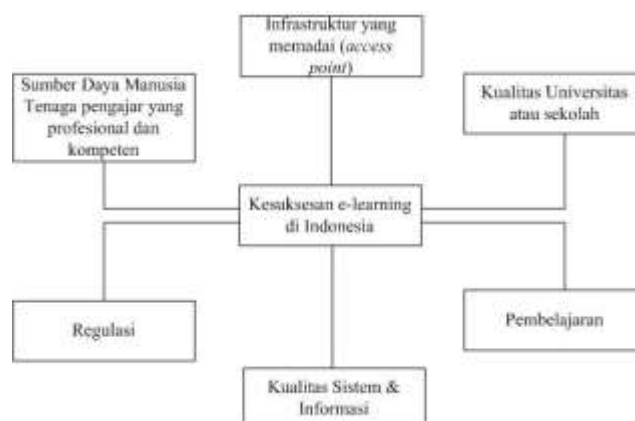 Infrastruktur yang
memadai (access
point)
Sumber Daya Manusia
Tenaga pengajar yang
profesional dan
kompeten
Kualitas Universitas
atau sekolah
Kesuksesan e-learning
di Indonesia
Regulasi
Pembelajaran
Kualitas Sistem &
Informasi